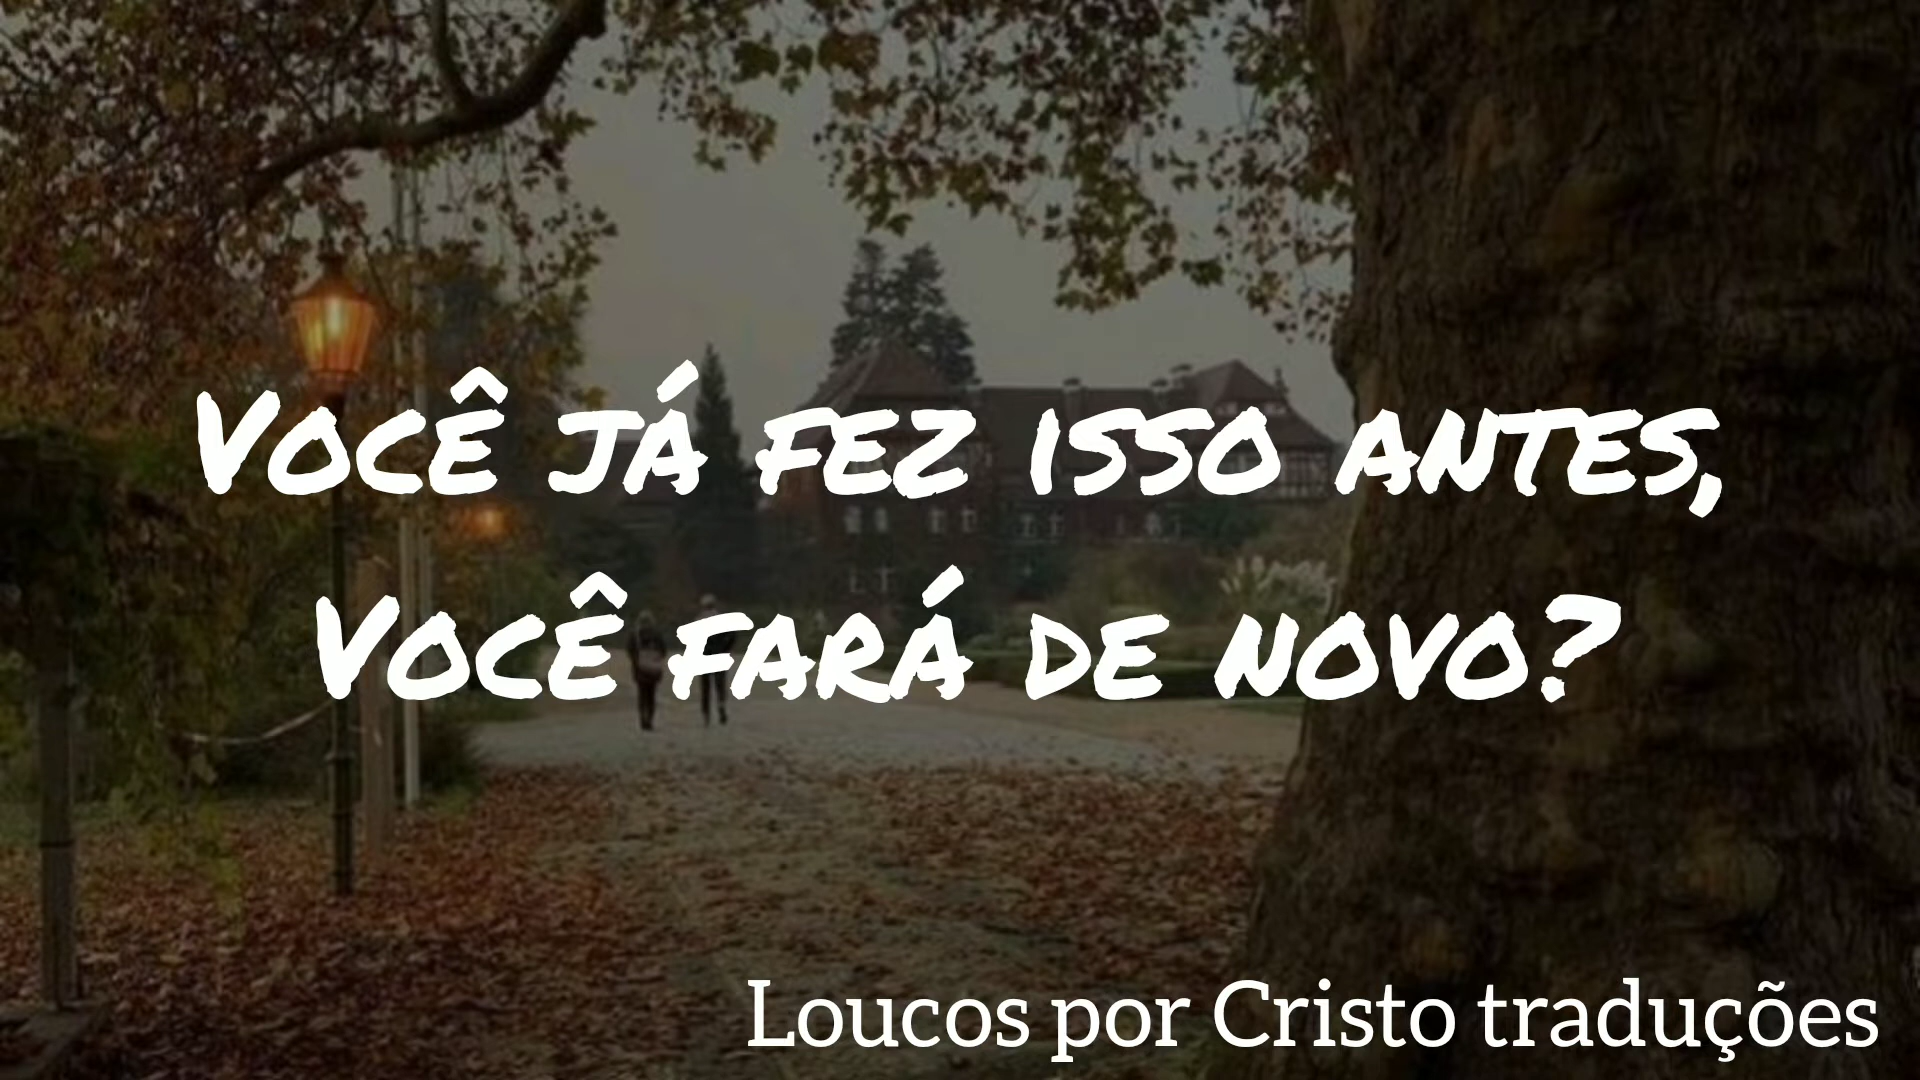 Você já fez isso antes,
Você fará de novo?
Loucos por Cristo traduções